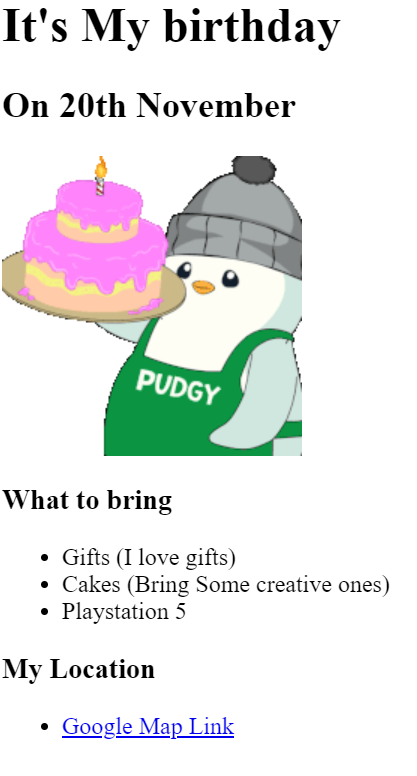 It's My birthday
On 20th November
PUDGY
What to bring
Gifts (I love gifts)
Cakes (Bring Some creative ones)
Playstation 5
My Location
Google Map Link